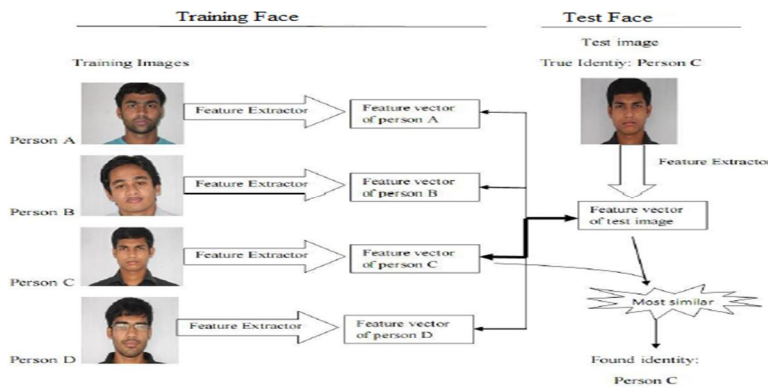 Training Face
Test Face
Test image
True Identiy: Person C
Training Images
Person A
Feature Extractor
Feature vector
of person A
Person B
Feature Extractor
Feature vector
of person B
Person C
Feature Extractor
Feature vector
of person C
Person D
Feature Extractor
Feature vector
of person D
Feature Extractor
Feature vector
of test image
Most similar
Found identity:
Person C